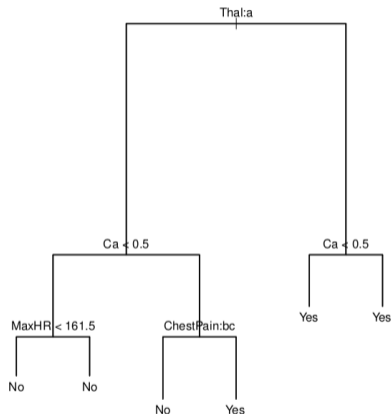 Thal:a
Ca < 0.5
Ca < 0.5
MaxHR < 161.5
ChestPain:bc
Yes
Yes
No
No
No
Yes